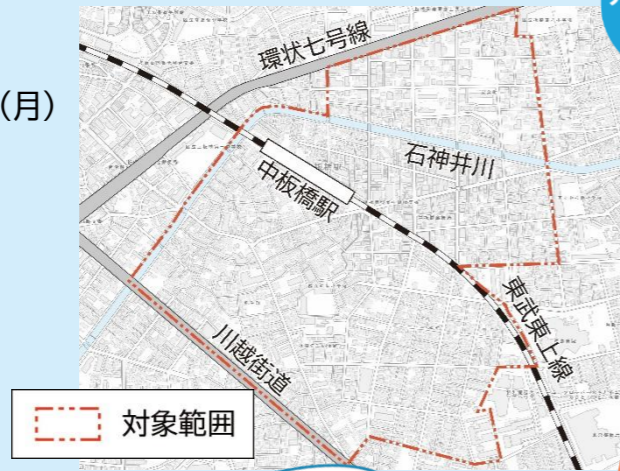 （月）
環状七号線
石神井川
中板橋駅
東武東上線
川越街道
対象範囲